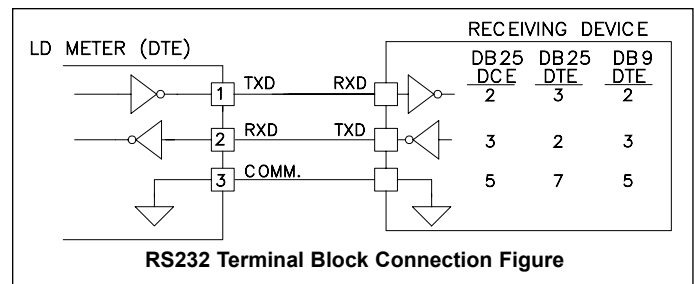 RECEIVING DEVICE
LD METER (DTE)
DB25 DB25 DB9
DCE DTE DTE
1 TXD RXD 2 3 2
2 RXD TXD 3 2 3
3 COMM. 5 7 5
RS232 Terminal Block Connection Figure